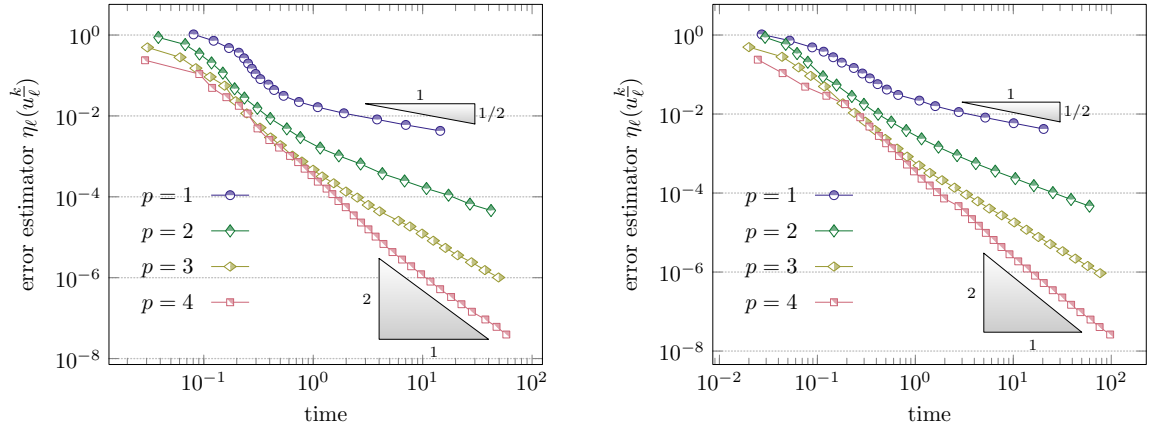 10^0
10^{-2}
10^{-4}
10^{-6}
10^{-8}
error estimator η_ℓ(u_ℓ^{\underline{k}})
p = 1
p = 2
p = 3
p = 4
1
1/2
2
1
10^{-1} 10^0 10^1 10^2
time
10^0
10^{-2}
10^{-4}
10^{-6}
10^{-8}
error estimator η_ℓ(u_ℓ^{\underline{k}})
p = 1
p = 2
p = 3
p = 4
1
1/2
2
1
10^{-2} 10^{-1} 10^0 10^1 10^2
time